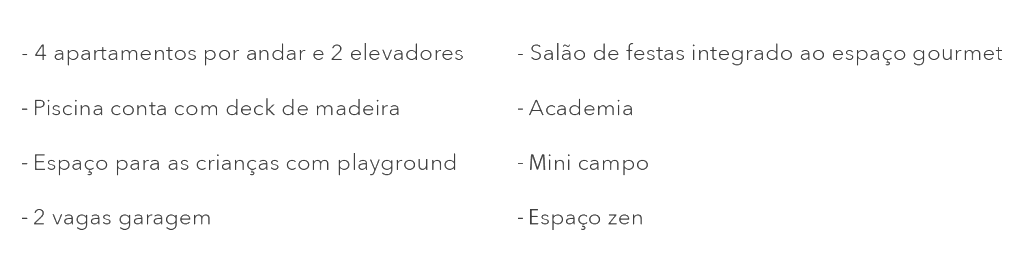 - 4 apartamentos por andar e 2 elevadores
- Piscina conta com deck de madeira
- Espaço para as crianças com playground
- 2 vagas garagem
- Salão de festas integrado ao espaço gourmet
- Academia
- Mini campo
- Espaço zen